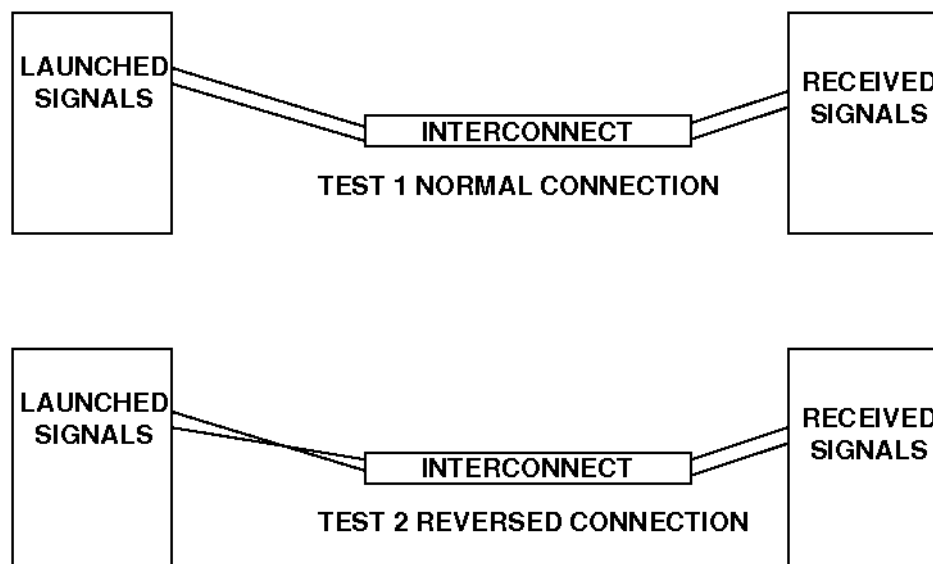 LAUNCHED
SIGNALS
RECEIVED
SIGNALS
INTERCONNECT
TEST 1 NORMAL CONNECTION
LAUNCHED
SIGNALS
RECEIVED
SIGNALS
INTERCONNECT
TEST 2 REVERSED CONNECTION